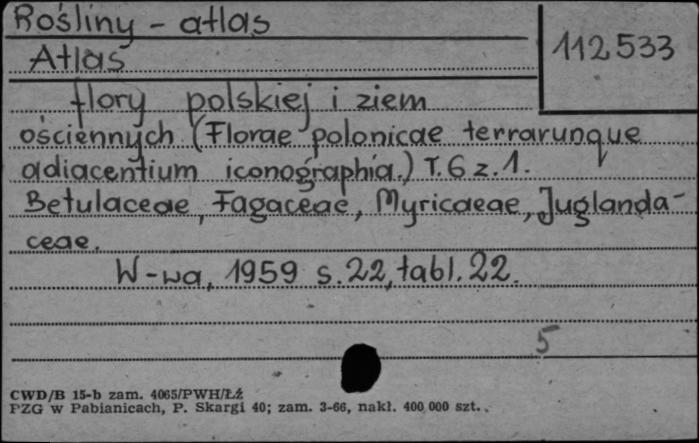 Rośliny - atlas
112533
Atlas
flory polskiej i ziem
ościennych (Florae polonicae terrarunque
adiacentium iconographia.) T.6 z.1.
Betulaceae, Fagaceae, Myricaeae, Juglanda-
ceae.
W-wa, 1959 s.22, tabl.22.
5
CWD/B 15-b zam. 4065/PWH/Łź
PZG w Pabianicach, P. Skargi 40; zam. 3-66, nakł. 400 000 szt.